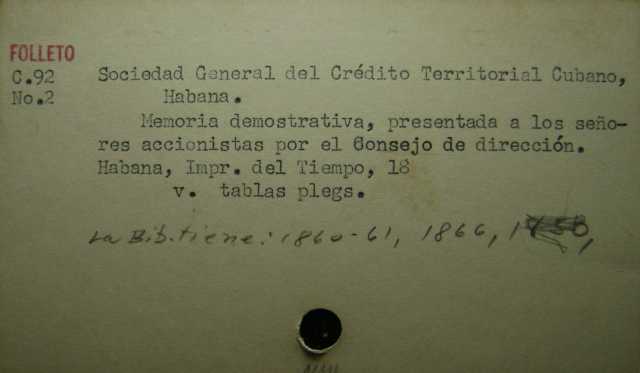 FOLLETO
C.92 Sociedad General del Crédito Territorial Cubano,
No.2 Habana.
Memoria demostrativa, presentada a los seño-
res accionistas por el Consejo de dirección.
Habana, Impr. del Tiempo, 18
v. tablas plegs.
La Bib. tiene: 1860-61, 1866,